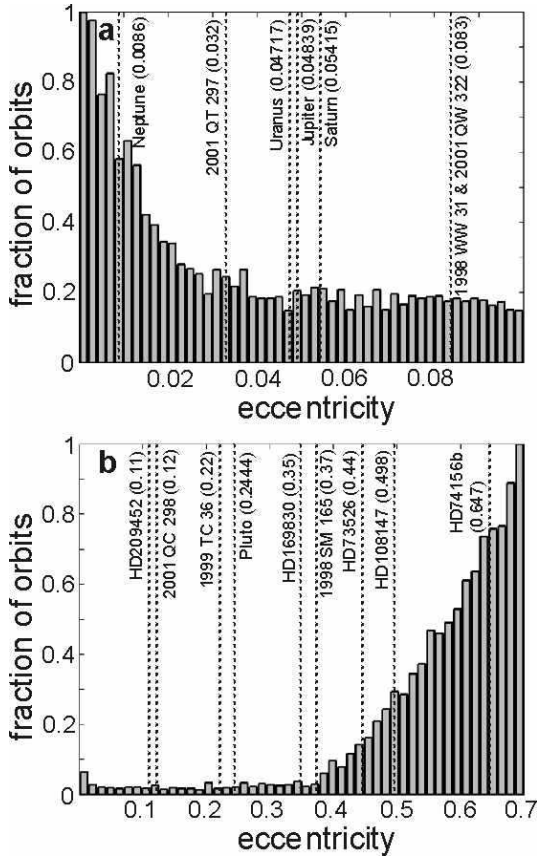 a
1
0.8
0.6
0.4
0.2
0
fraction of orbits
Neptune (0.0086)
2001 QT 297 (0.032)
Uranus (0.04717)
Jupiter (0.04839)
Saturn (0.05415)
1998 WW 31 & 2001 QW 322 (0.083)
0.02 0.04 0.06 0.08
eccentricity
b
1
0.8
0.6
0.4
0.2
0
fraction of orbits
HD209452 (0.11)
2001 QC 298 (0.12)
1999 TC 36 (0.22)
Pluto (0.2444)
HD169830 (0.35)
1998 SM 165 (0.37)
HD73526 (0.44)
HD108147 (0.498)
HD74156b
(0.647)
0.1 0.2 0.3 0.4 0.5 0.6 0.7
eccentricity